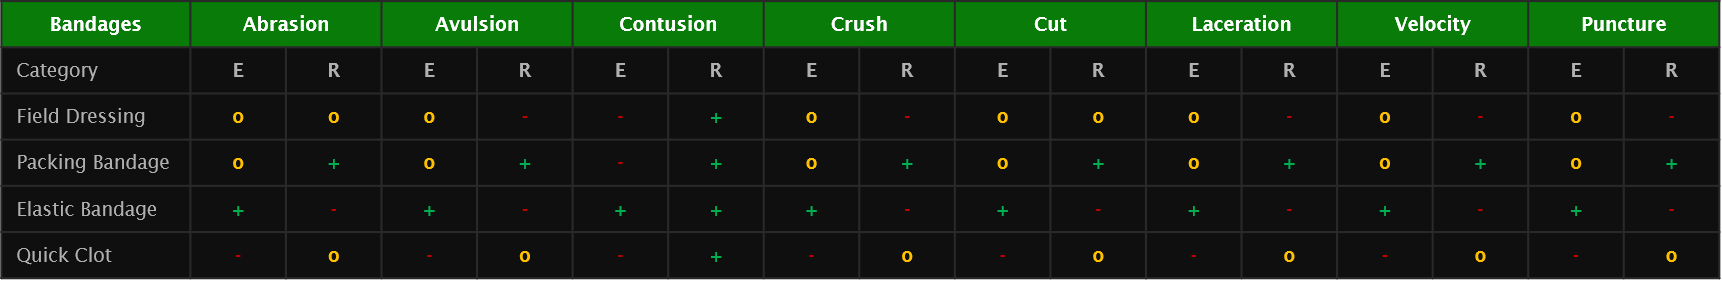 Bandages Abrasion Avulsion Contusion Crush Cut Laceration Velocity Puncture
Category E R E R E R E R E R E R E R E R
Field Dressing o o o - - + o - o o o - o - o -
Packing Bandage o + o + - + o + o + o + o + o +
Elastic Bandage + - + - + + + - + - + - + - + -
Quick Clot - o - o - + - o - o - o - o - o